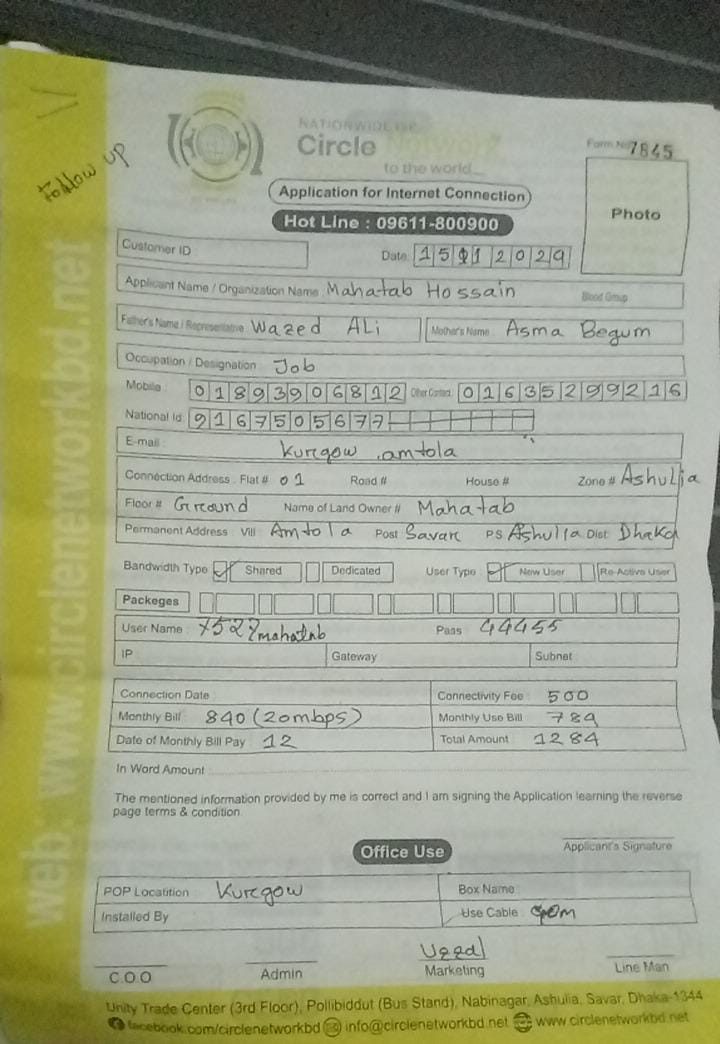 NATIONWIDE ISP
Circle Network
to the world...
Follow up
Form No 7845
Application for Internet Connection
Photo
Hot Line : 09611-800900
Customer ID
Date 15 11 2029
Applicant Name / Organization Name Mahatab Hossain Blood Group
Father's Name / Representative Wazed ALi Mother's Name Asma Begum
Occupation / Designation Job
Mobile 01893906812 Other Contact 01635299216
National Id 9167505677
E-mail :
Kurgow .amtola
Connection Address . Flat # 01 Road # House # Zone # Ashulia
Floor # Ground Name of Land Owner # Mahatab
Permanent Address Vill Amtola Post Savar PS Ashulia Dist Dhaka
Bandwidth Type Shared Dedicated User Type New User Re-Active User
Packeges
User Name mahatab Pass 44455
IP Gateway Subnet
Connection Date Connectivity Fee 500
Monthly Bill 840 (20mbps) Monthly Use Bill 784
Date of Monthly Bill Pay 12 Total Amount 1284
In Word Amount
The mentioned information provided by me is correct and I am signing the Application learning the reverse
page terms & condition
Office Use
Applicant's Signature
POP Locatition Kurgow Box Name
Installed By Use Cable
C.O.O Admin Marketing Line Man
Unity Trade Center (3rd Floor), Pollibiddut (Bus Stand), Nabinagar, Ashulia, Savar, Dhaka-1344
facebook.com/circlenetworkbd info@circlenetworkbd.net www.circlenetworkbd.net
web: www.circlenetworkbd.net